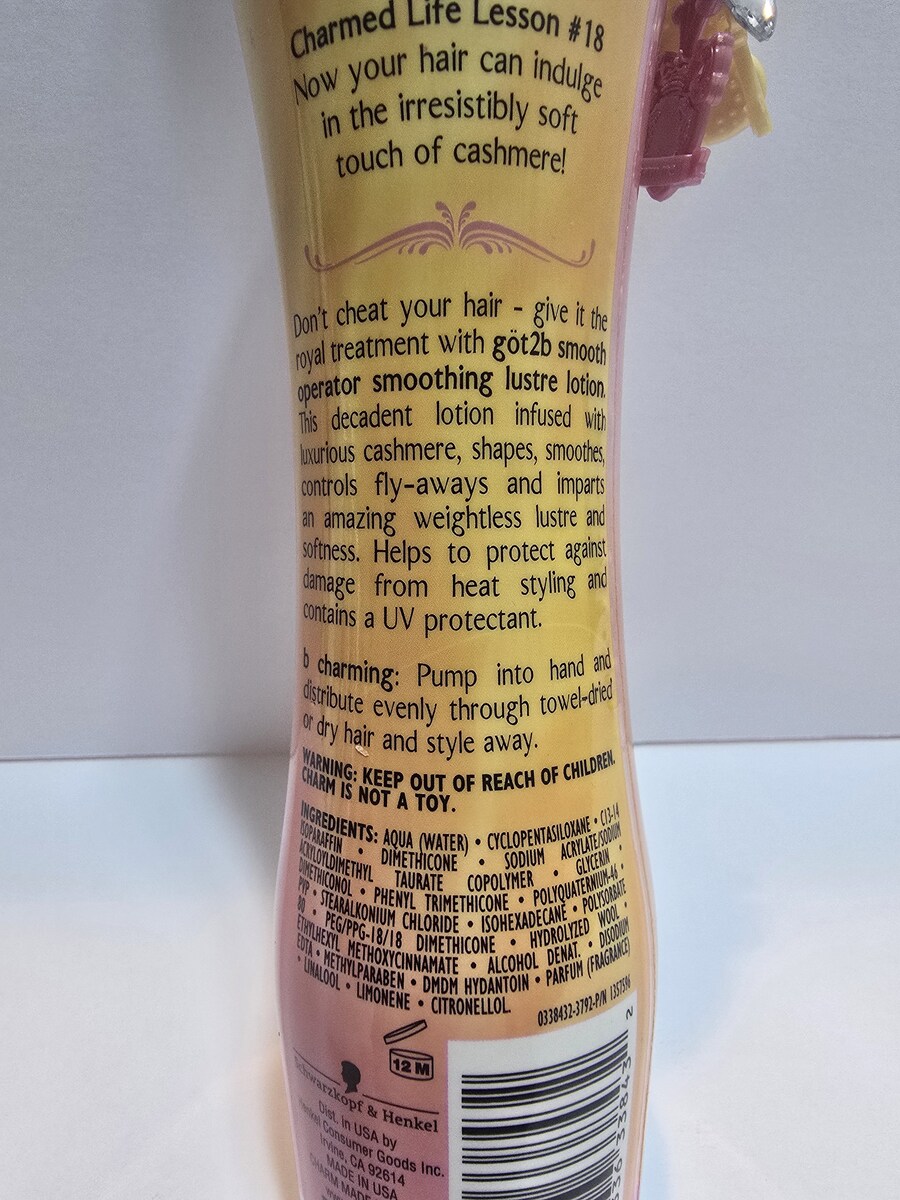 Charmed Life Lesson #18
Now your hair can indulge
in the irresistibly soft
touch of cashmere!
Don't cheat your hair - give it the
royal treatment with göt2b smooth
operator smoothing lustre lotion.
This decadent lotion infused with
luxurious cashmere, shapes, smoothes,
controls fly-aways and imparts
an amazing weightless lustre and
softness. Helps to protect against
damage from heat styling and
contains a UV protectant.
b charming: Pump into hand and
distribute evenly through towel-dried
or dry hair and style away.
WARNING: KEEP OUT OF REACH OF CHILDREN.
CHARM IS NOT A TOY.
INGREDIENTS: AQUA (WATER) • CYCLOPENTASILOXANE • C13-14
ISOPARAFFIN • DIMETHICONE • SODIUM ACRYLATE/SODIUM
ACRYLOYLDIMETHYL TAURATE COPOLYMER • GLYCERIN •
DIMETHICONOL • PHENYL TRIMETHICONE • POLYQUATERNIUM-46 •
PVP • STEARALKONIUM CHLORIDE • ISOHEXADECANE • POLYSORBATE
80 • PEG/PPG-18/18 DIMETHICONE • HYDROLYZED WOOL •
ETHYLHEXYL METHOXYCINNAMATE • ALCOHOL DENAT. • DISODIUM
EDTA • METHYLPARABEN • DMDM HYDANTOIN • PARFUM (FRAGRANCE)
• LINALOOL • LIMONENE • CITRONELLOL.
0338432-3792-P/N 1357596
12 M
Schwarzkopf & Henkel
Dist. in USA by
Henkel Consumer Goods Inc.
Irvine, CA 92614
MADE IN USA
CHARM MADE
36 33843 2